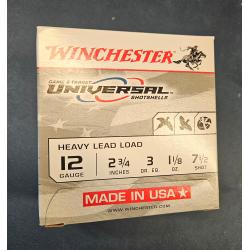 WINCHESTER
GAME & TARGET
UNIVERSAL
SHOTSHELLS
HEAVY LEAD LOAD
12 2 3/4 3 1 1/8 7 1/2
GAUGE INCHES DR. EQ. OZ. SHOT
MADE IN USA
WWW.WINCHESTER.COM